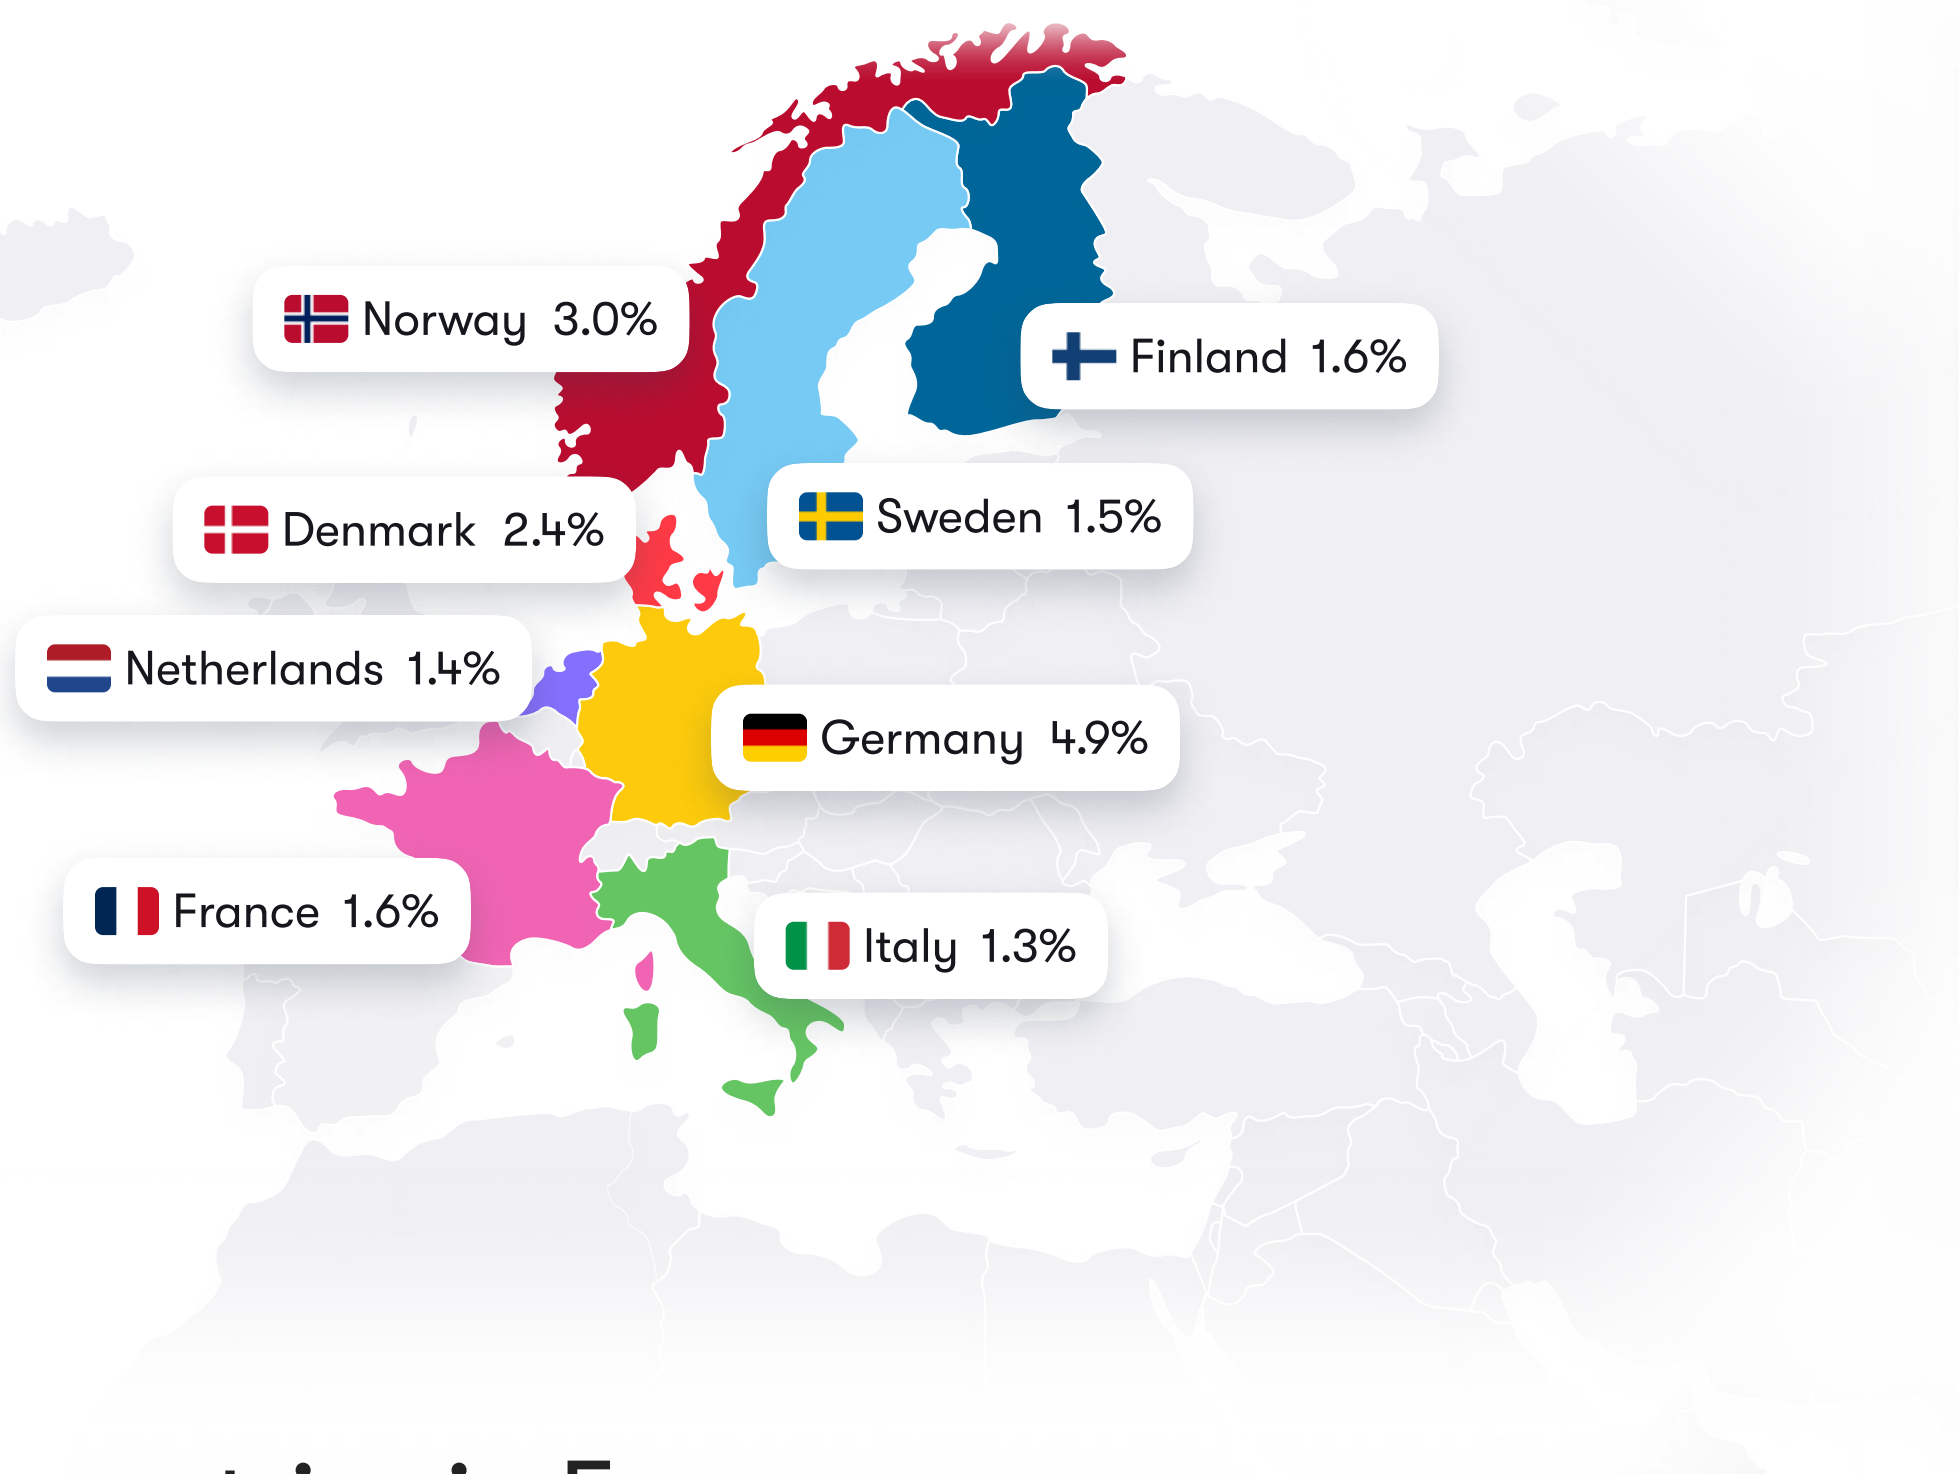 Norway 3.0%
Finland 1.6%
Denmark 2.4%
Sweden 1.5%
Netherlands 1.4%
Germany 4.9%
France 1.6%
Italy 1.3%